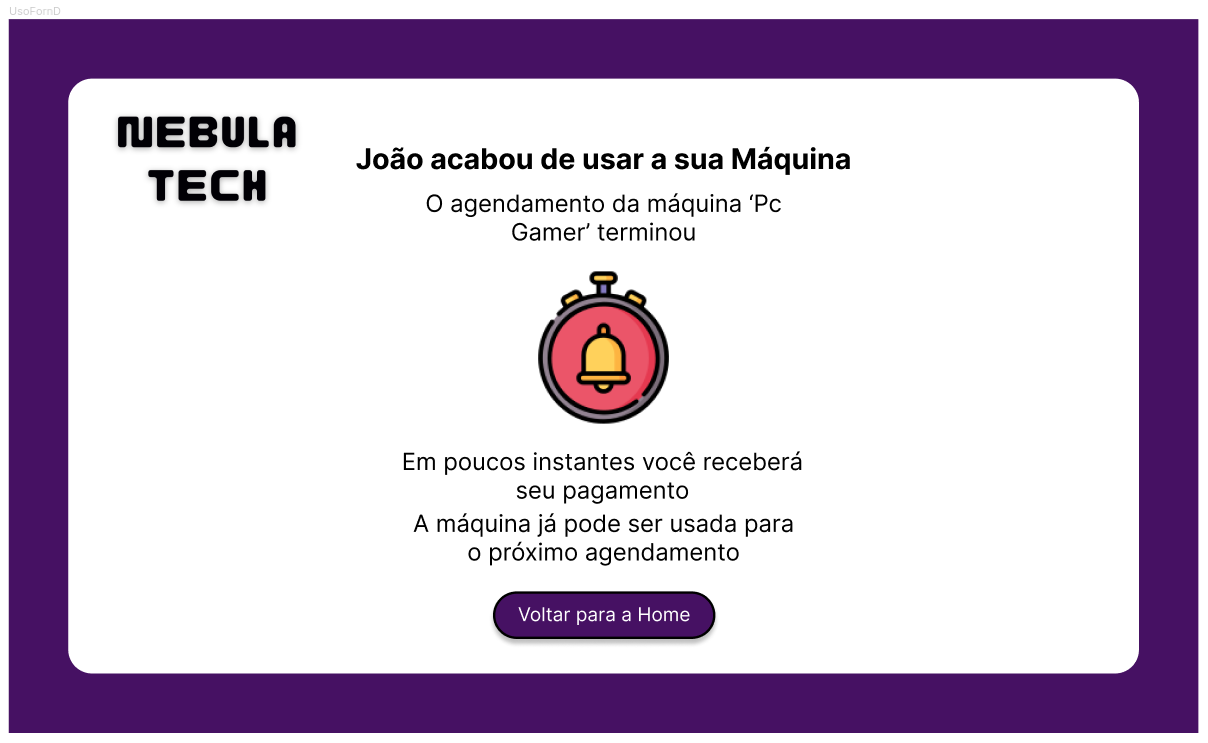 UsoFornD
NEBULA
TECH
João acabou de usar a sua Máquina
O agendamento da máquina ‘Pc
Gamer’ terminou
Em poucos instantes você receberá
seu pagamento
A máquina já pode ser usada para
o próximo agendamento
Voltar para a Home